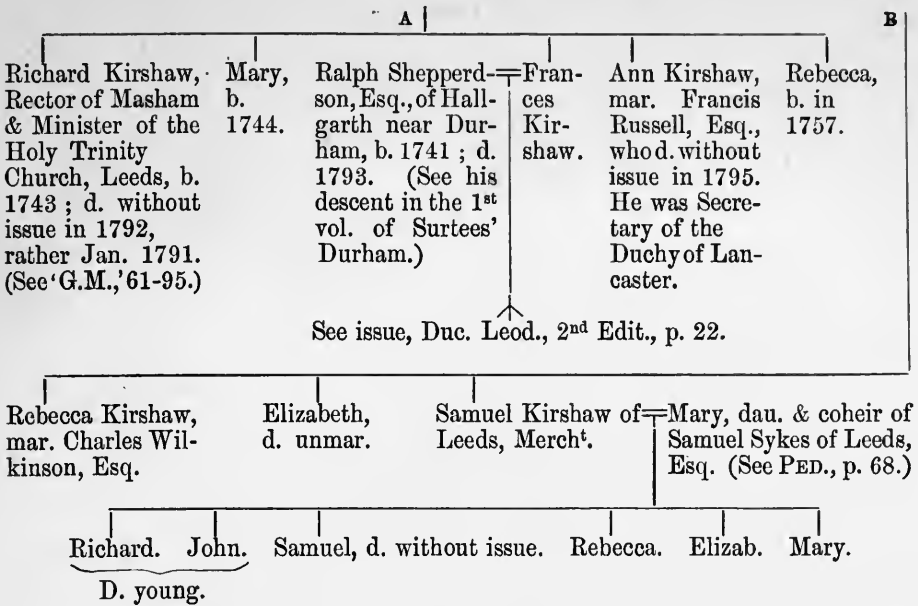 A B
Richard Kirshaw,
Rector of Masham
& Minister of the
Holy Trinity
Church, Leeds, b.
1743 ; d. without
issue in 1792,
rather Jan. 1791.
(See 'G.M.,' 61-95.)
Mary,
b.
1744.
Ralph Shepperd-
son, Esq., of Hall-
garth near Dur-
ham, b. 1741 ; d.
1793. (See his
descent in the 1st
vol. of Surtees'
Durham.)
Fran-
ces
Kir-
shaw.
Ann Kirshaw,
mar. Francis
Russell, Esq.,
who d. without
issue in 1795.
He was Secre-
tary of the
Duchy of Lan-
caster.
Rebecca,
b. in
1757.
See issue, Duc. Leod., 2nd Edit., p. 22.
Rebecca Kirshaw,
mar. Charles Wil-
kinson, Esq.
Elizabeth,
d. unmar.
Samuel Kirshaw of
Leeds, Mercht.
Mary, dau. & coheir of
Samuel Sykes of Leeds,
Esq. (See PED., p. 68.)
Richard. John. Samuel, d. without issue. Rebecca. Elizab. Mary.
D. young.